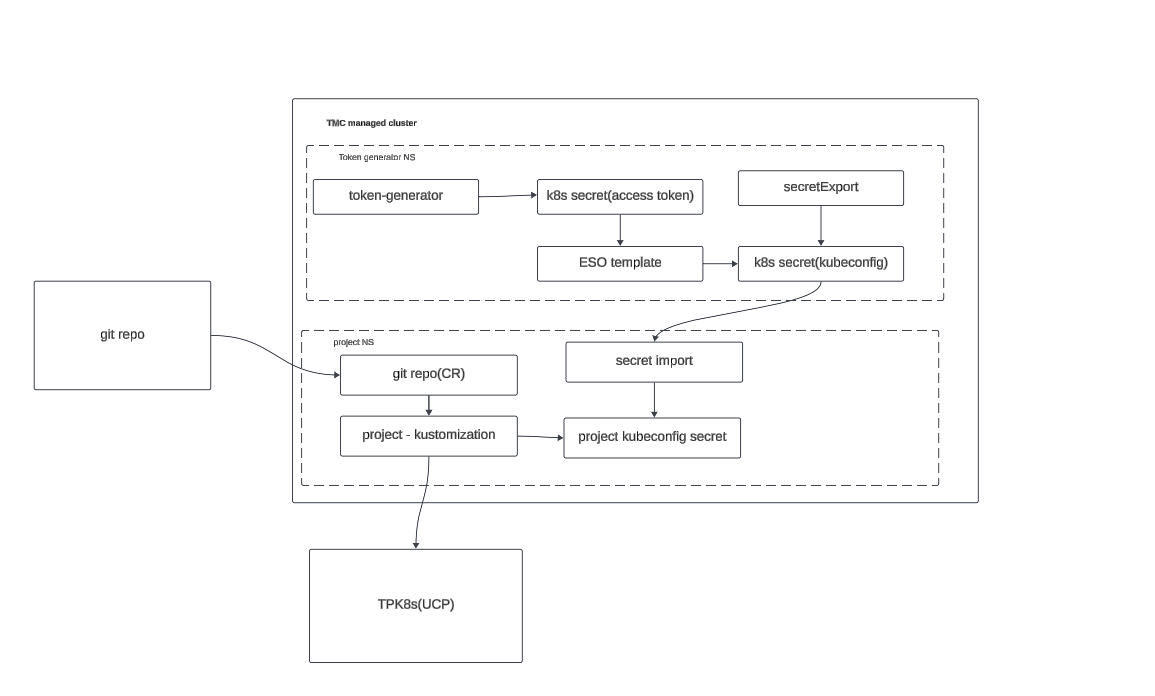 TMC managed cluster
Token generator NS
token-generator
k8s secret(access token)
secretExport
ESO template
k8s secret(kubeconfig)
git repo
project NS
git repo(CR)
secret import
project - kustomization
project kubeconfig secret
TPK8s(UCP)